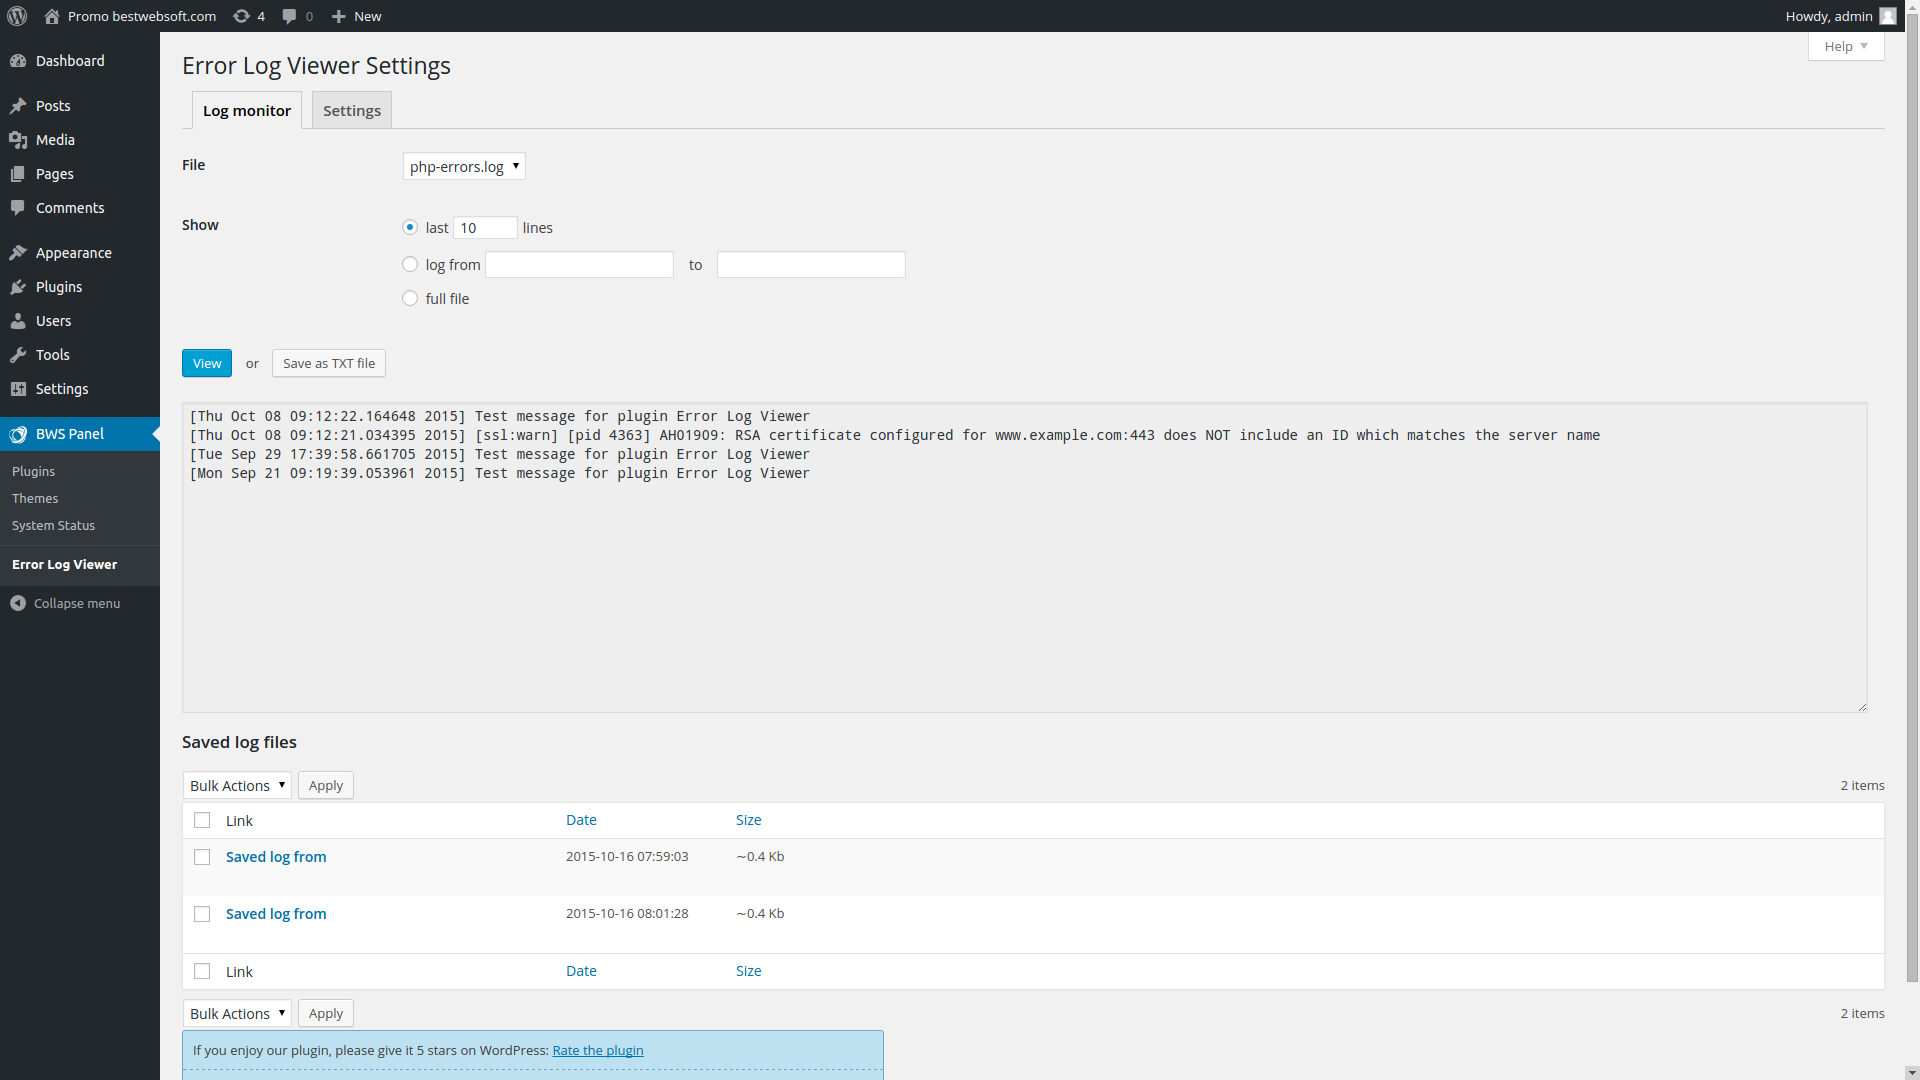 Promo bestwebsoft.com 4 0 New Howdy, admin
Help
Dashboard
Posts
Media
Pages
Comments
Appearance
Plugins
Users
Tools
Settings
BWS Panel
Plugins
Themes
System Status
Error Log Viewer
Collapse menu
Error Log Viewer Settings
Log monitor Settings
File php-errors.log
Show last 10 lines
log from to
full file
View or Save as TXT file
[Thu Oct 08 09:12:22.164648 2015] Test message for plugin Error Log Viewer
[Thu Oct 08 09:12:21.034395 2015] [ssl:warn] [pid 4363] AH01909: RSA certificate configured for www.example.com:443 does NOT include an ID which matches the server name
[Tue Sep 29 17:39:58.661705 2015] Test message for plugin Error Log Viewer
[Mon Sep 21 09:19:39.053961 2015] Test message for plugin Error Log Viewer
Saved log files
Bulk Actions Apply 2 items
Link Date Size
Saved log from 2015-10-16 07:59:03 ~0.4 Kb
Saved log from 2015-10-16 08:01:28 ~0.4 Kb
Link Date Size
Bulk Actions Apply 2 items
If you enjoy our plugin, please give it 5 stars on WordPress: Rate the plugin